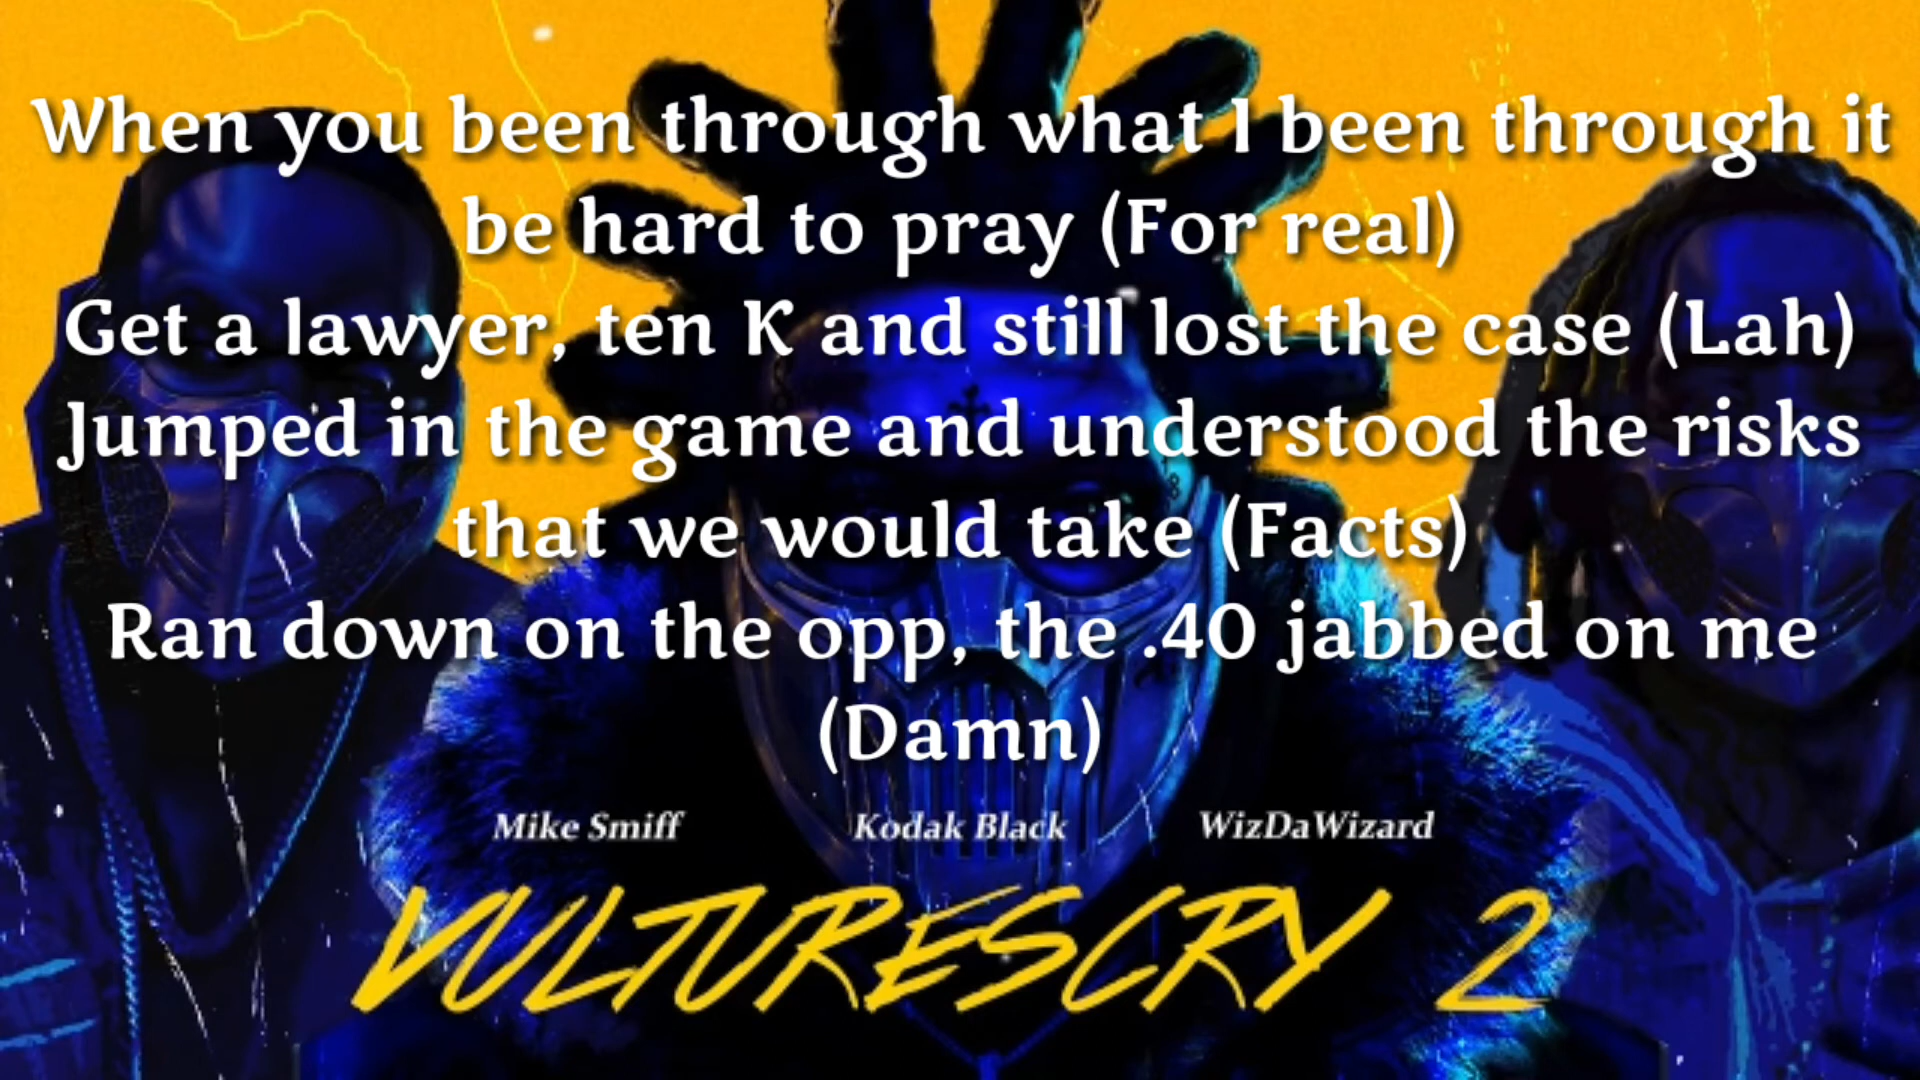 When you been through what I been through it
be hard to pray (For real)
Get a lawyer, ten K and still lost the case (Lah)
Jumped in the game and understood the risks
that we would take (Facts)
Ran down on the opp, the .40 jabbed on me
(Damn)
Mike Smiff Kodak Black WizDaWizard
VULTURESCRY 2